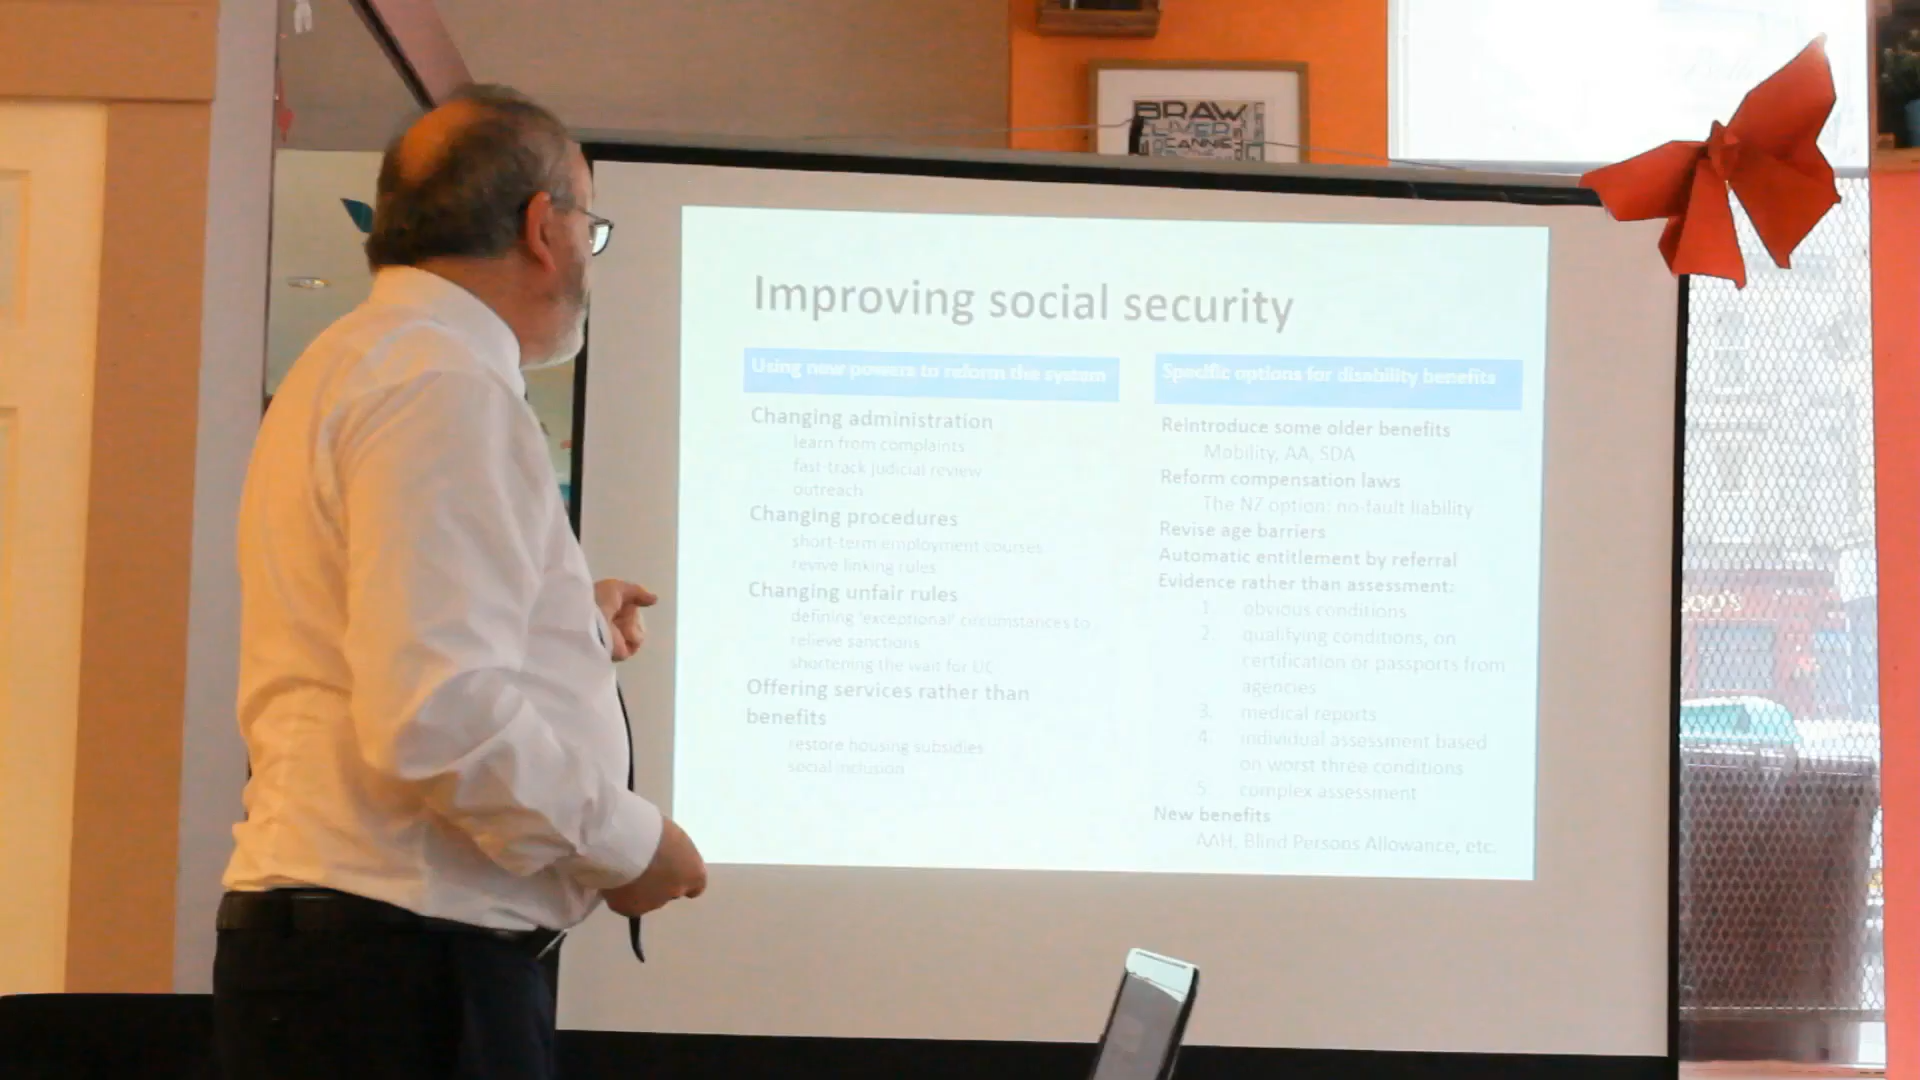 BRAW
CANNIE
Improving social security
Using new powers to reform the system
Changing administration
learn from complaints
fast-track judicial review
outreach
Changing procedures
short-term employment courses
revive linking rules
Changing unfair rules
defining 'exceptional' circumstances to
relieve sanctions
shortening the wait for UC
Offering services rather than
benefits
restore housing subsidies
social inclusion
Specific options for disability benefits
Reintroduce some older benefits
Mobility, AA, SDA
Reform compensation laws
The NZ option: no-fault liability
Revise age barriers
Automatic entitlement by referral
Evidence rather than assessment:
1. obvious conditions
2. qualifying conditions, on
certification or passports from
agencies
3. medical reports
4. individual assessment based
on worst three conditions
5. complex assessment
New benefits
AAH, Blind Persons Allowance, etc.